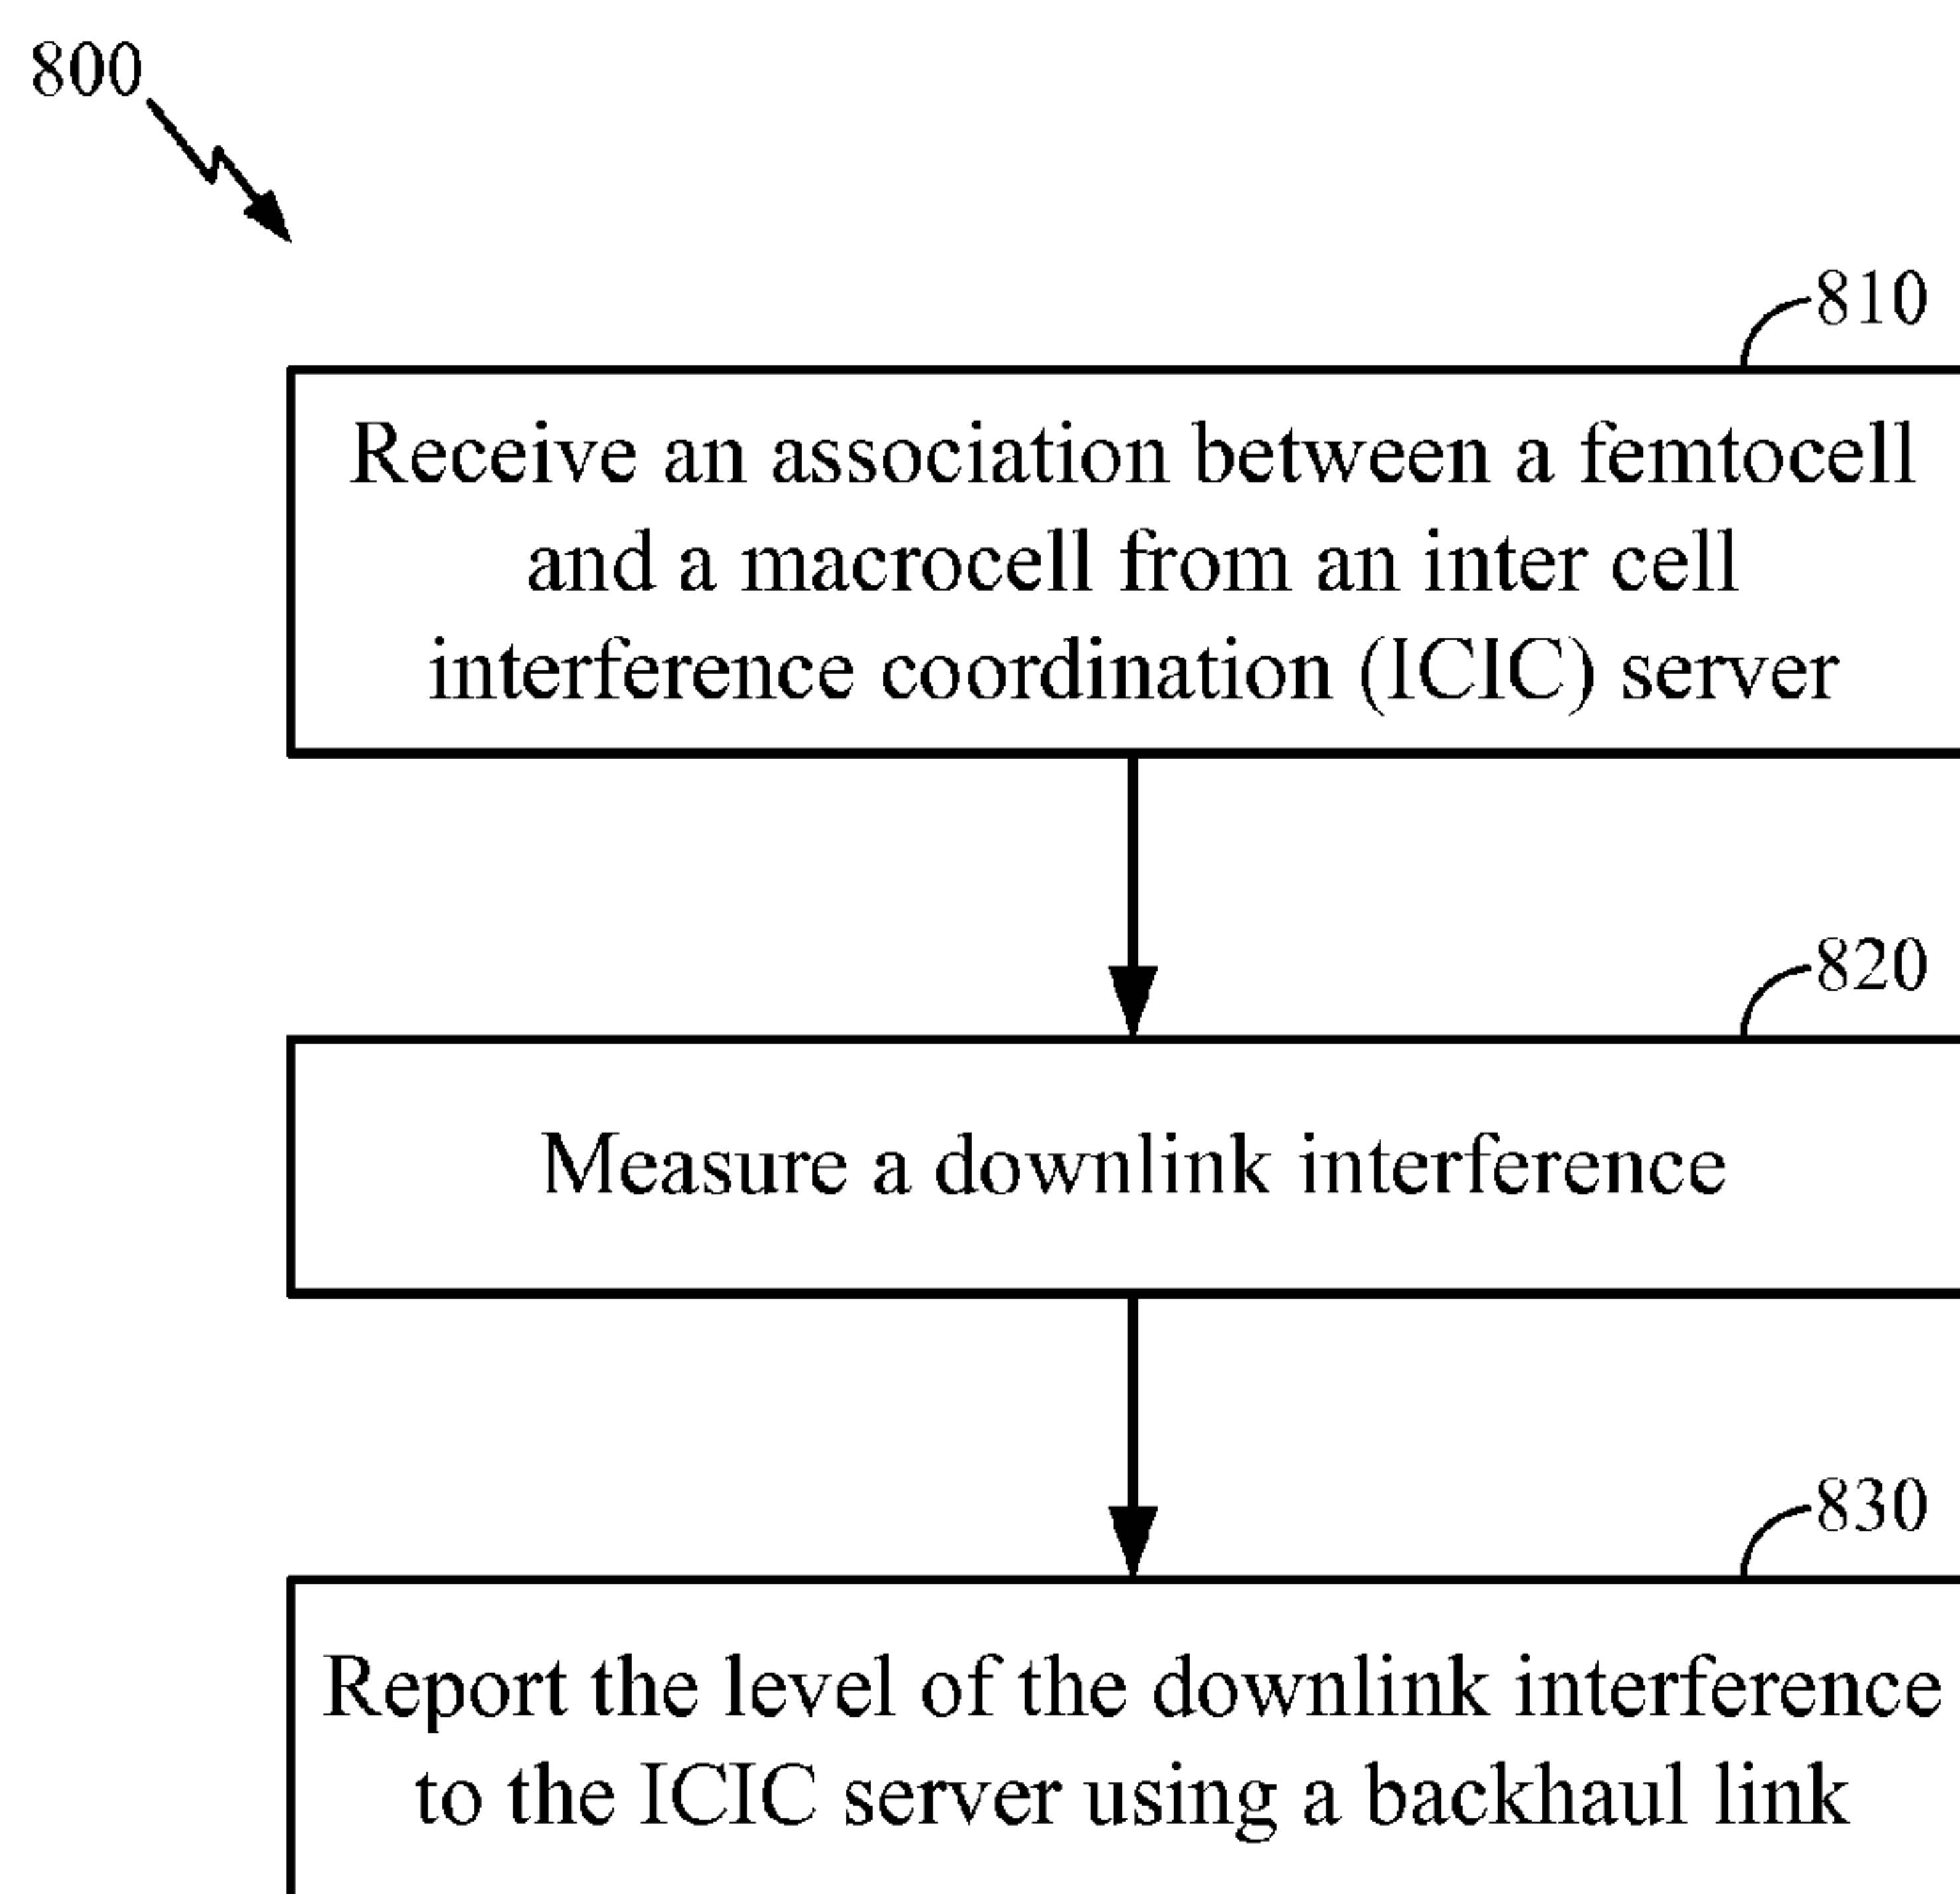 800
810
Receive an association between a femtocell
and a macrocell from an inter cell
interference coordination (ICIC) server
820
Measure a downlink interference
830
Report the level of the downlink interference
to the ICIC server using a backhaul link